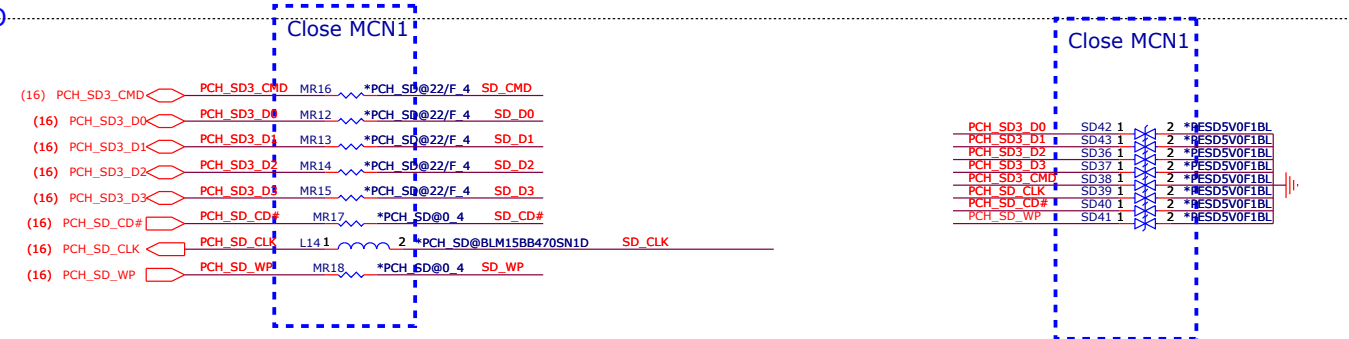 Close MCN1
(16) PCH_SD3_CMD PCH_SD3_CMD MR16 *PCH_SD@22/F_4 SD_CMD
(16) PCH_SD3_D0 PCH_SD3_D0 MR12 *PCH_SD@22/F_4 SD_D0
(16) PCH_SD3_D1 PCH_SD3_D1 MR13 *PCH_SD@22/F_4 SD_D1
(16) PCH_SD3_D2 PCH_SD3_D2 MR14 *PCH_SD@22/F_4 SD_D2
(16) PCH_SD3_D3 PCH_SD3_D3 MR15 *PCH_SD@22/F_4 SD_D3
(16) PCH_SD_CD# PCH_SD_CD# MR17 *PCH_SD@0_4 SD_CD#
(16) PCH_SD_CLK PCH_SD_CLK L14 1 2 *PCH_SD@BLM15BB470SN1D SD_CLK
(16) PCH_SD_WP PCH_SD_WP MR18 *PCH_SD@0_4 SD_WP
Close MCN1
PCH_SD3_D0 SD42 1 2 *PESD5V0F1BL
PCH_SD3_D1 SD43 1 2 *PESD5V0F1BL
PCH_SD3_D2 SD36 1 2 *PESD5V0F1BL
PCH_SD3_D3 SD37 1 2 *PESD5V0F1BL
PCH_SD3_CMD SD38 1 2 *PESD5V0F1BL
PCH_SD_CLK SD39 1 2 *PESD5V0F1BL
PCH_SD_CD# SD40 1 2 *PESD5V0F1BL
PCH_SD_WP SD41 1 2 *PESD5V0F1BL